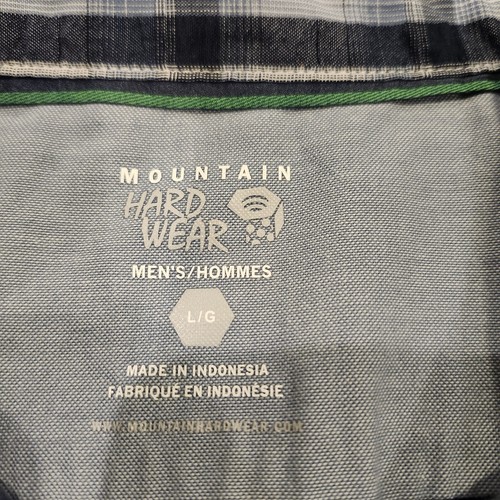 MOUNTAIN
HARD
WEAR
MEN'S/HOMMES
L/G
MADE IN INDONESIA
FABRIQUÉ EN INDONÉSIE
WWW.MOUNTAINHARDWEAR.COM